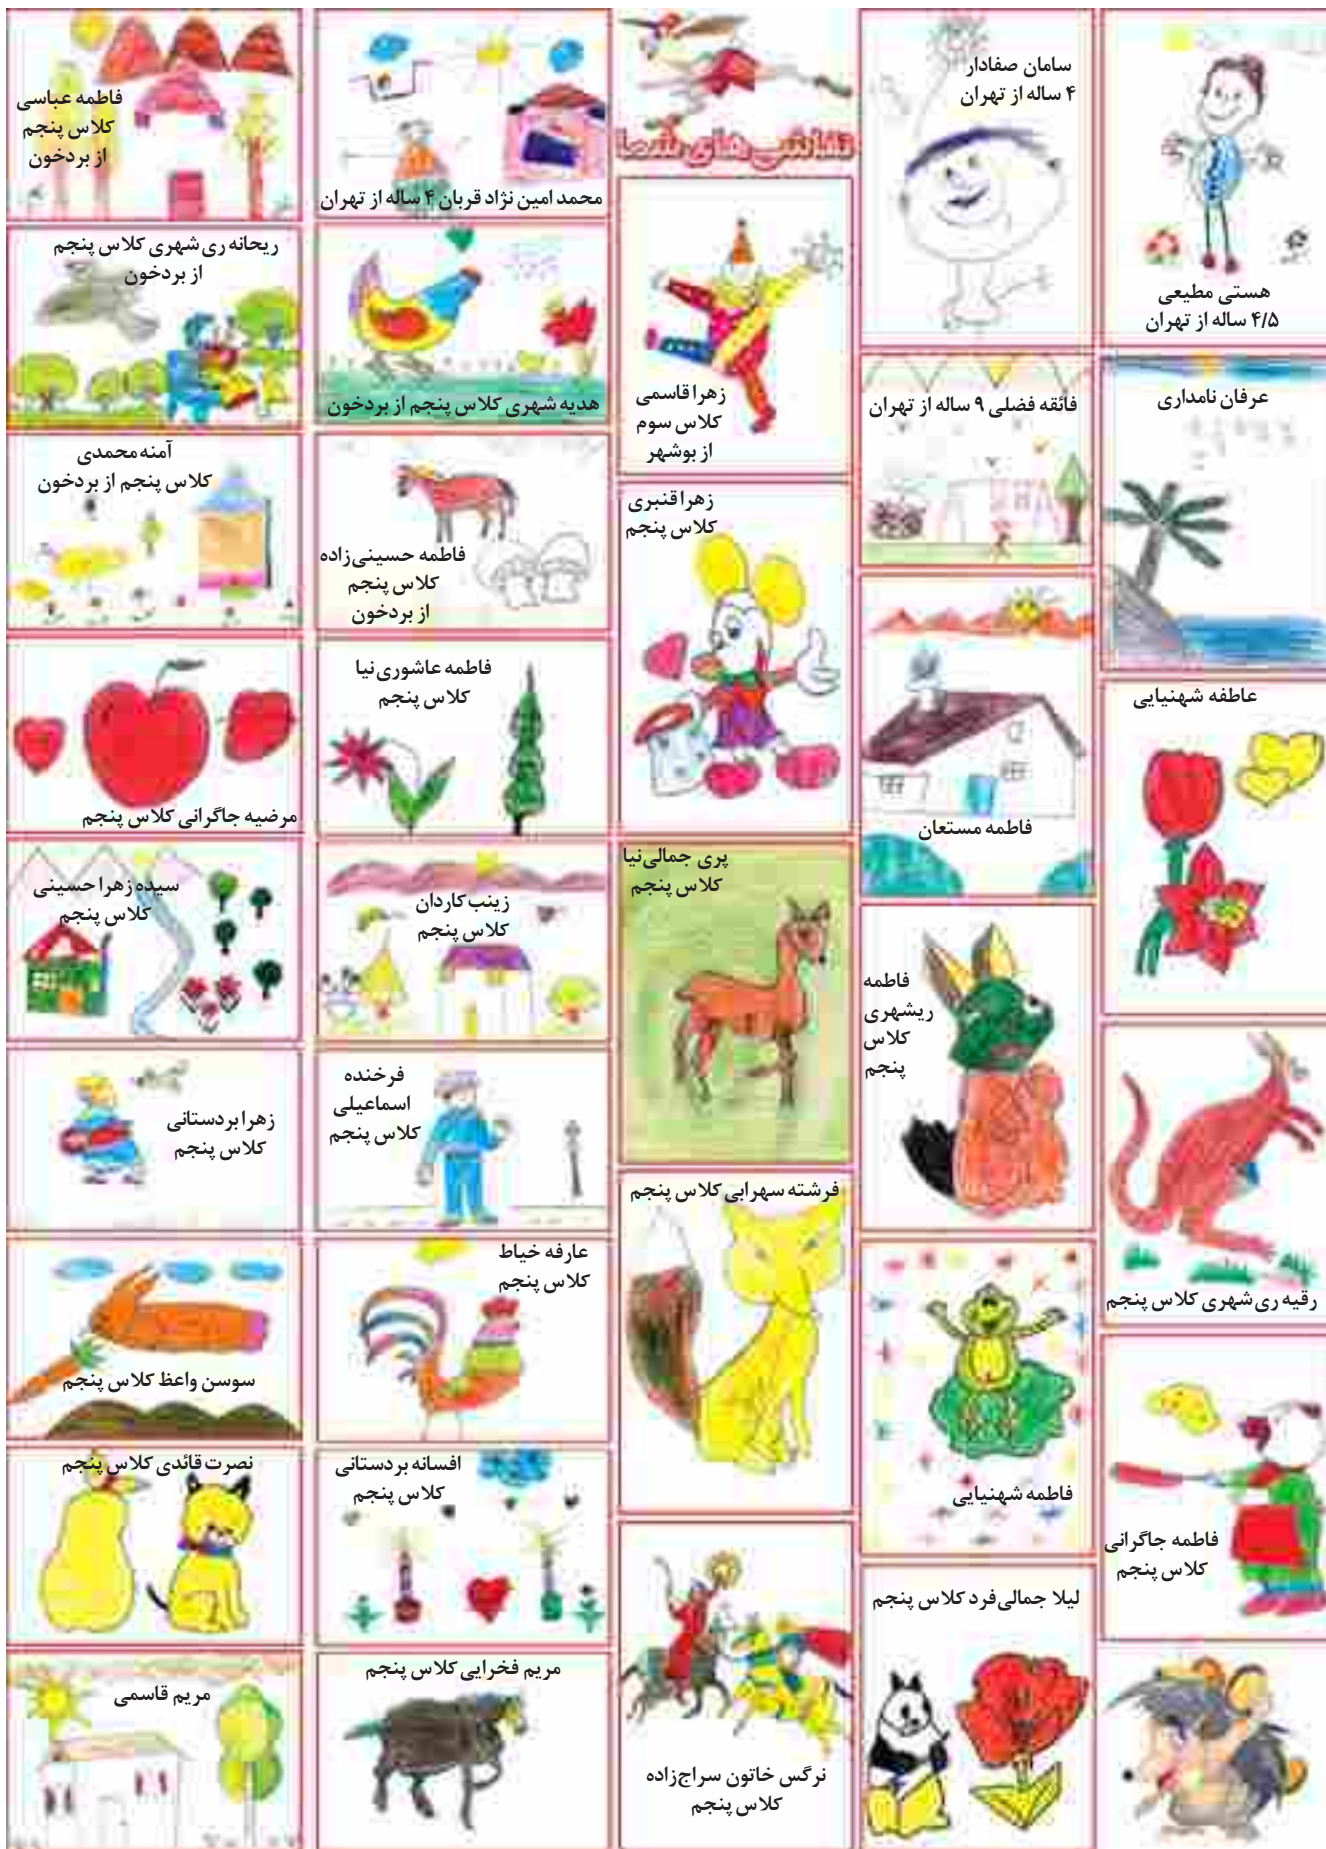 نقاشی‌های شما
هستی مطیعی
۴/۵ ساله از تهران
عرفان نامداری
عاطفه شهنیایی
رقیه ری‌شهری کلاس پنجم
فاطمه جاگرانی
کلاس پنجم
سامان صفادار
۴ ساله از تهران
فائقه فضلی ۹ ساله از تهران
فاطمه مستعان
فاطمه
ریشهری
کلاس
پنجم
فاطمه شهنیایی
لیلا جمالی‌فرد کلاس پنجم
زهرا قاسمی
کلاس سوم
از بوشهر
زهرا قنبری
کلاس پنجم
پری جمالی‌نیا
کلاس پنجم
فرشته سهرابی کلاس پنجم
نرگس خاتون سراج‌زاده
کلاس پنجم
محمد امین نژاد قربان ۴ ساله از تهران
هدیه شهری کلاس پنجم از بردخون
فاطمه حسینی‌زاده
کلاس پنجم
از بردخون
فاطمه عاشوری‌نیا
کلاس پنجم
زینب کاردان
کلاس پنجم
فرخنده
اسماعیلی
کلاس پنجم
عارفه خیاط
کلاس پنجم
افسانه بردستانی
کلاس پنجم
مریم فخرایی کلاس پنجم
فاطمه عباسی
کلاس پنجم
از بردخون
ریحانه ری‌شهری کلاس پنجم
از بردخون
آمنه محمدی
کلاس پنجم از بردخون
مرضیه جاگرانی کلاس پنجم
سیده زهرا حسینی
کلاس پنجم
زهرا بردستانی
کلاس پنجم
سوسن واعظ کلاس پنجم
نصرت قائدی کلاس پنجم
مریم قاسمی